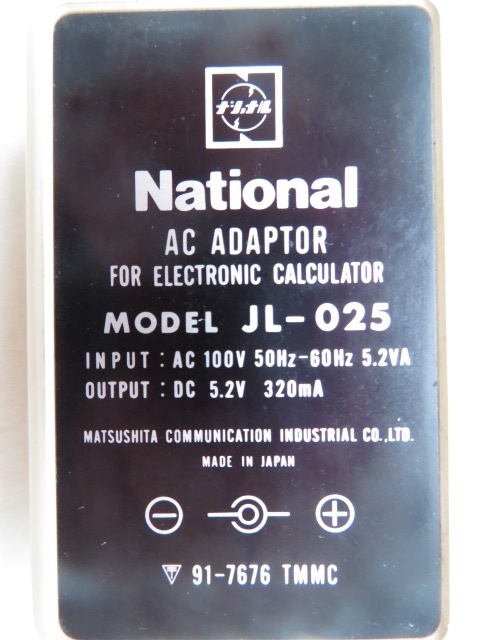 ナショナル
National
AC ADAPTOR
FOR ELECTRONIC CALCULATOR
MODEL JL-025
INPUT : AC 100V 50Hz-60Hz 5.2VA
OUTPUT : DC 5.2V 320mA
MATSUSHITA COMMUNICATION INDUSTRIAL CO.,LTD.
MADE IN JAPAN
91-7676 TMMC